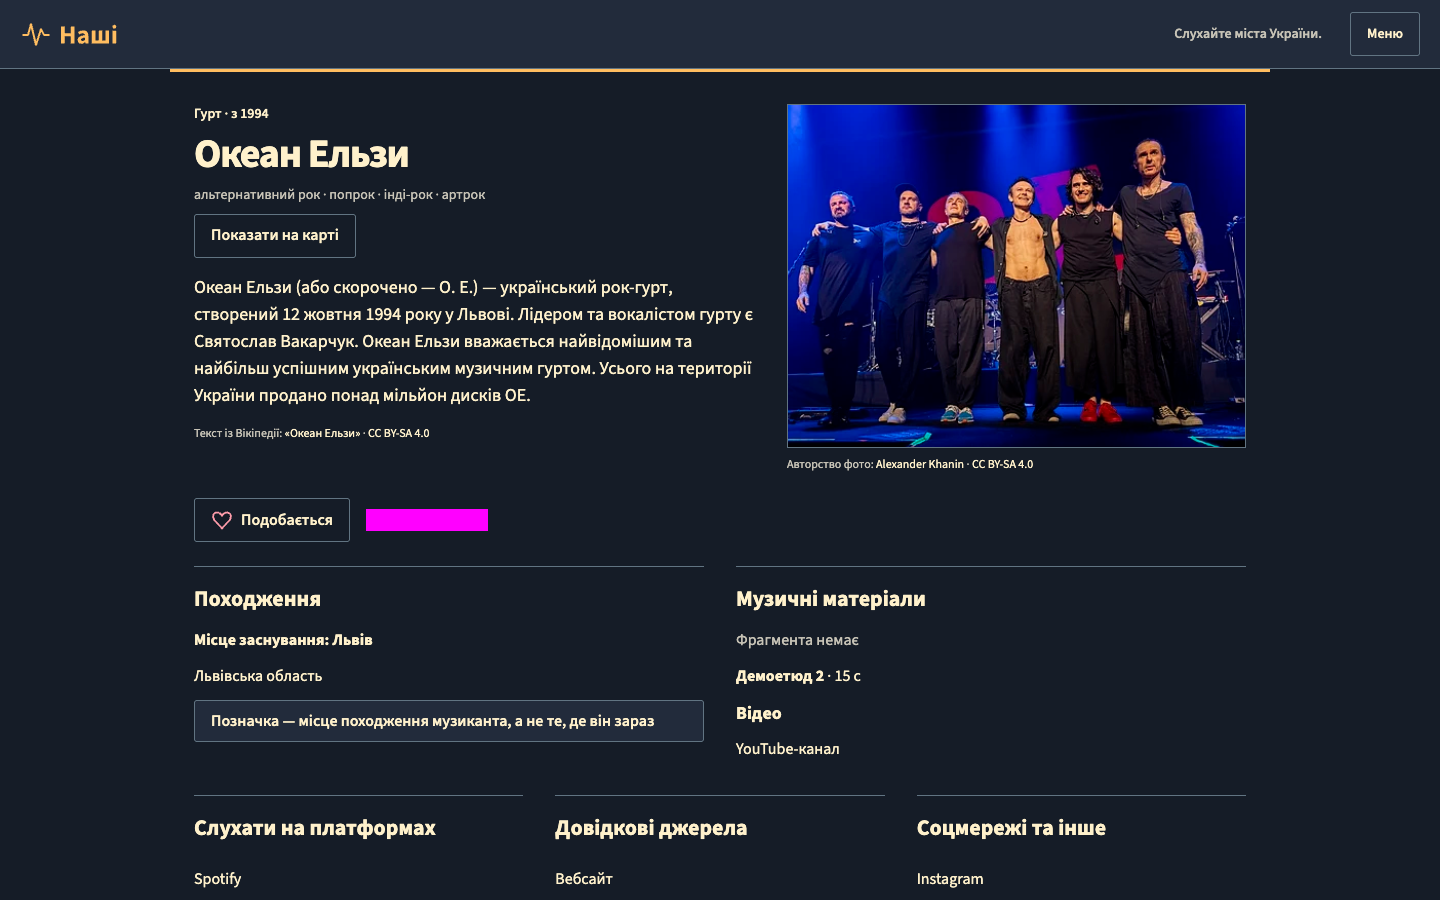 Наші
Слухайте міста України.
Меню
Гурт · з 1994
Океан Ельзи
альтернативний рок · попрок · інді-рок · артрок
Показати на карті
Океан Ельзи (або скорочено — О. Е.) — український рок-гурт,
створений 12 жовтня 1994 року у Львові. Лідером та вокалістом гурту є
Святослав Вакарчук. Океан Ельзи вважається найвідомішим та
найбільш успішним українським музичним гуртом. Усього на території
України продано понад мільйон дисків ОЕ.
Текст із Вікіпедії: «Океан Ельзи» · CC BY-SA 4.0
Авторство фото: Alexander Khanin · CC BY-SA 4.0
Подобається
Походження
Місце заснування: Львів
Львівська область
Позначка — місце походження музиканта, а не те, де він зараз
Музичні матеріали
Фрагмента немає
Демоетюд 2 · 15 с
Відео
YouTube-канал
Слухати на платформах
Spotify
Довідкові джерела
Вебсайт
Соцмережі та інше
Instagram